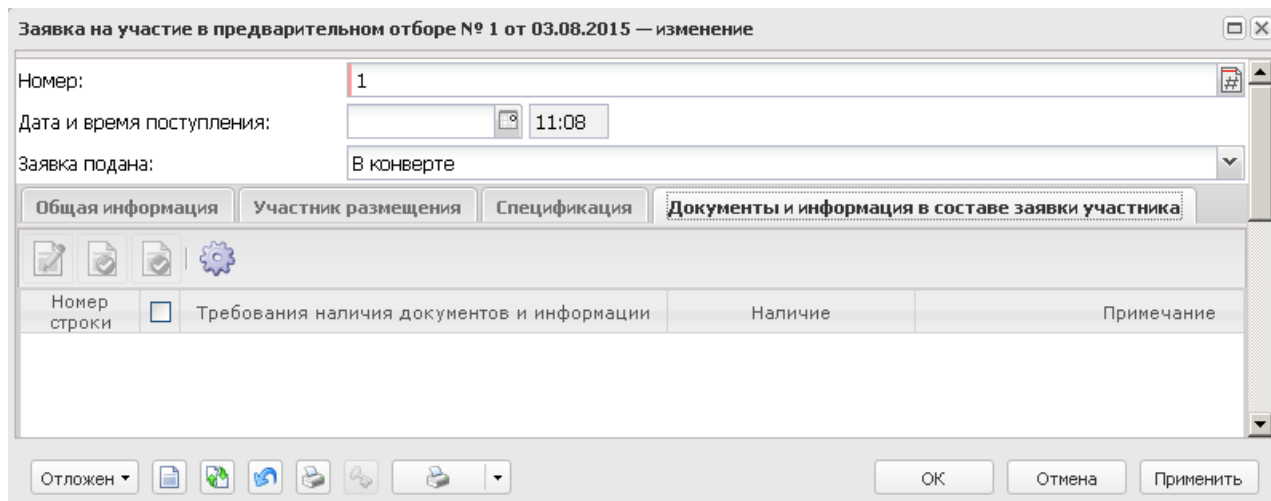 Заявка на участие в предварительном отборе № 1 от 03.08.2015 — изменение
Номер: 1
Дата и время поступления: 11:08
Заявка подана: В конверте
Общая информация Участник размещения Спецификация Документы и информация в составе заявки участника
Номер строки Требования наличия документов и информации Наличие Примечание
Отложен ОК Отмена Применить